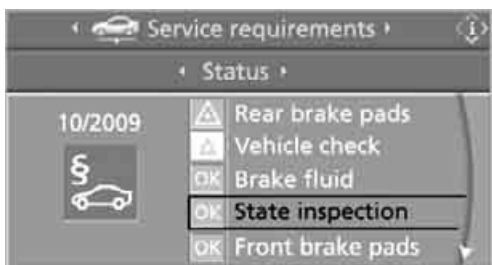 Service requirements
i
Status
10/2009
Rear brake pads
Vehicle check
§
OK Brake fluid
OK State inspection
OK Front brake pads